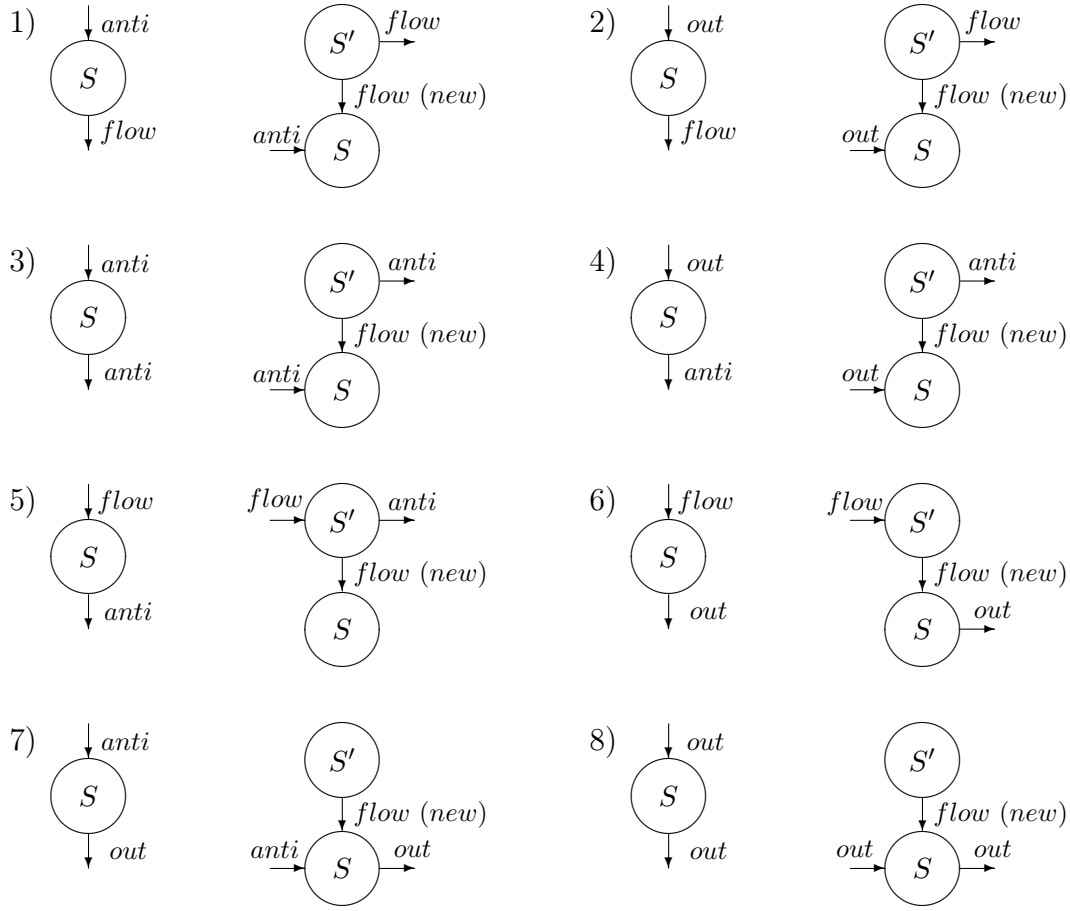 1) anti S flow S′ flow flow (new) anti S
2) out S flow S′ flow flow (new) out S
3) anti S anti S′ anti flow (new) anti S
4) out S anti S′ anti flow (new) out S
5) flow S anti flow S′ anti flow (new) S
6) flow S out flow S′ flow (new) S out
7) anti S out S′ flow (new) anti S out
8) out S out S′ flow (new) out S out